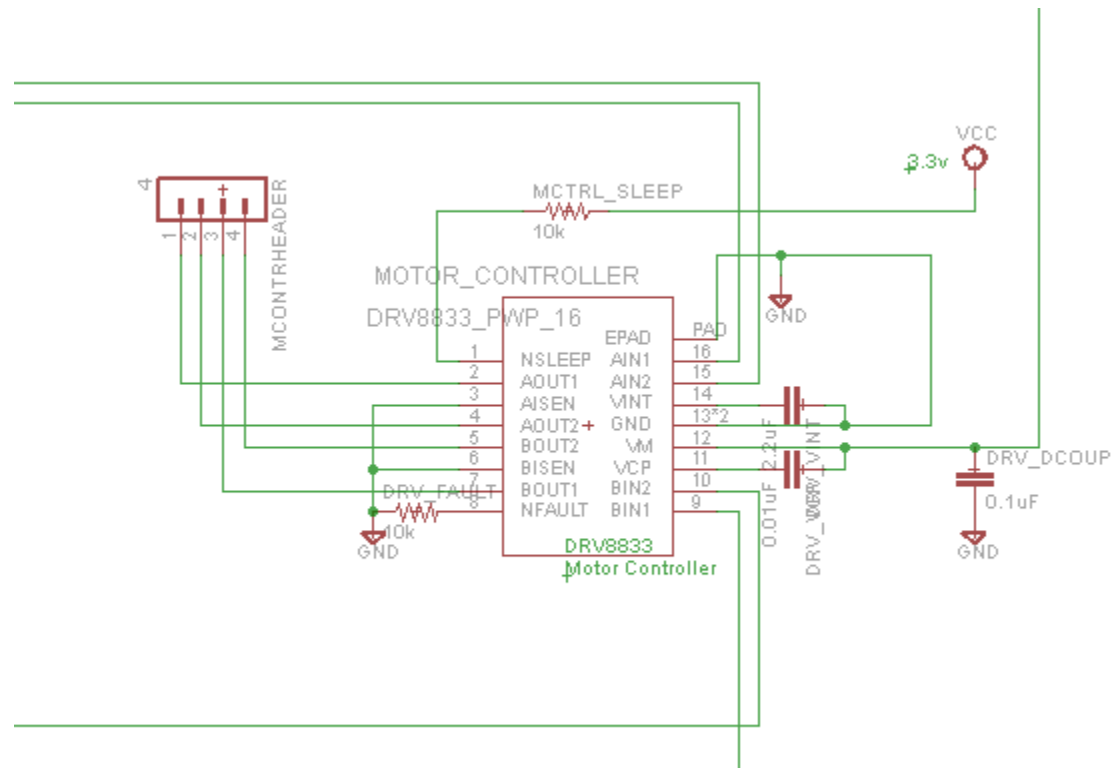 VCC
3.3v
4
MCONTRHEADER
1
2
3
4
MCTRL_SLEEP
10k
MOTOR_CONTROLLER
DRV8833_PWP_16
GND
EPAD PAD
1 NSLEEP AIN1 16
2 AOUT1 AIN2 15
3 AISEN VINT 14
4 AOUT2 GND 13*2
5 BOUT2 VM 12
6 BISEN VCP 11
7 BOUT1 BIN2 10
8 NFAULT BIN1 9
DRV_FAULT
10k
GND
2.2uF
DRV_VINT
0.01uF
DRV_DCOUP
0.1uF
GND
DRV8833
Motor Controller